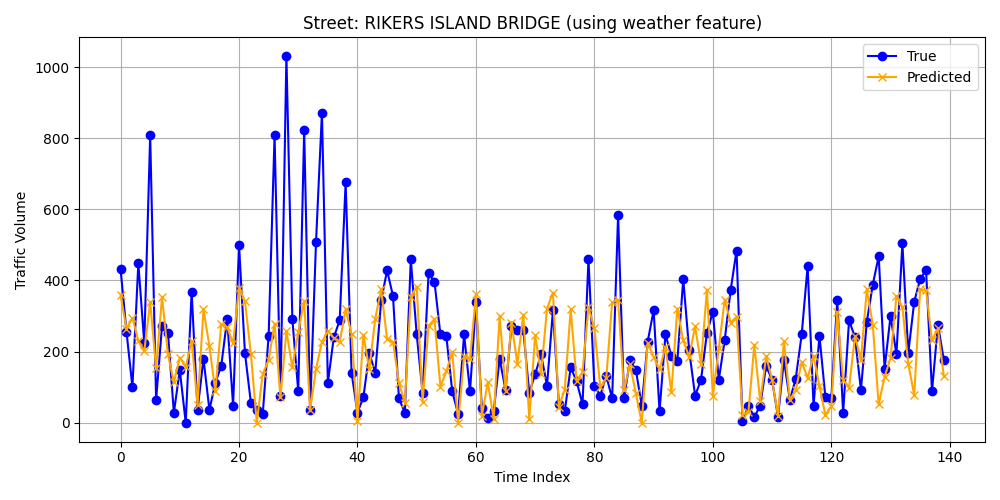 Street: RIKERS ISLAND BRIDGE (using weather feature)
True
Predicted
1000
800
600
400
200
0
Traffic Volume
0 20 40 60 80 100 120 140
Time Index